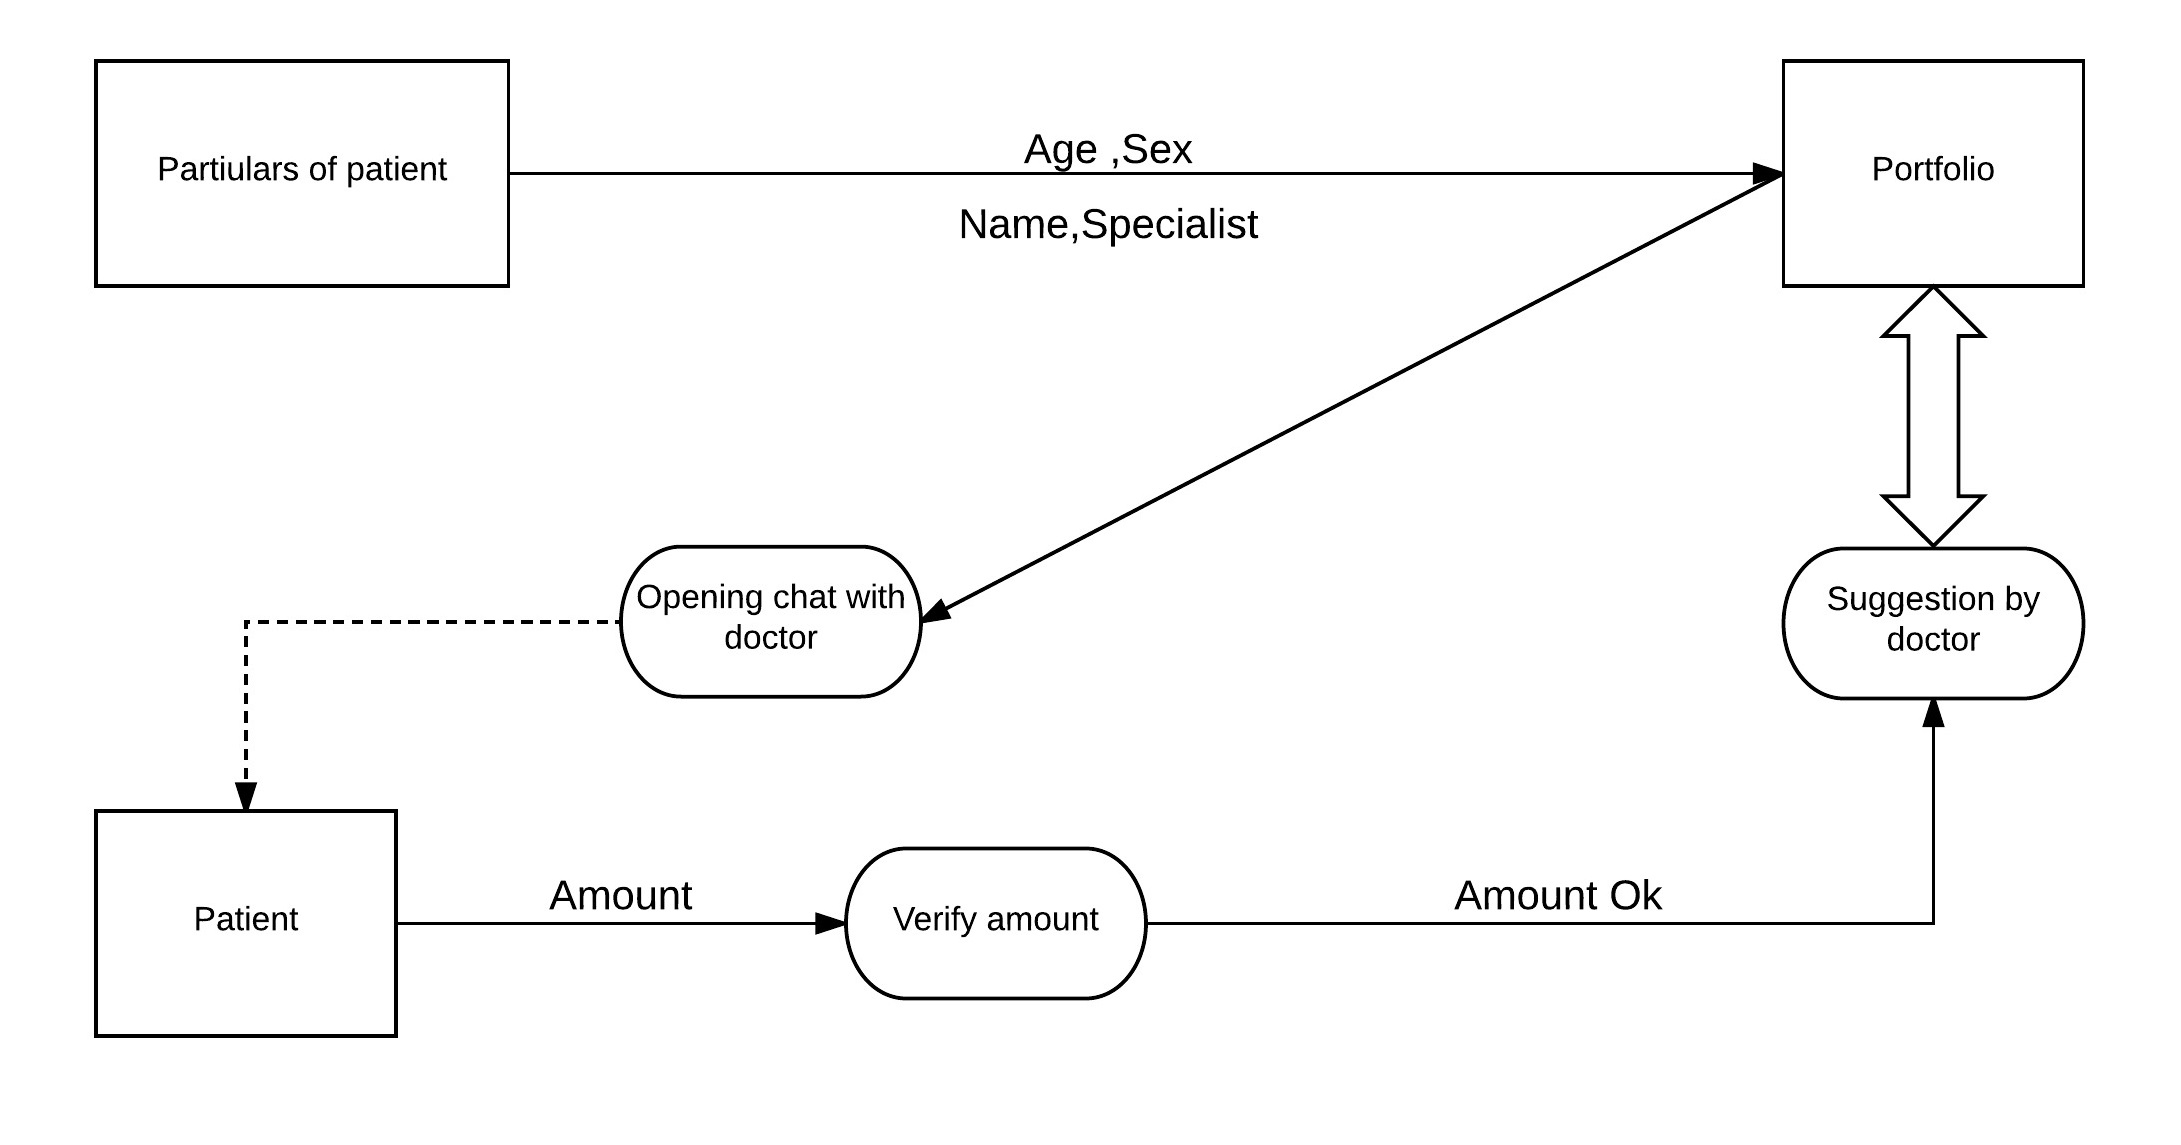 Partiulars of patient
Age ,Sex
Name,Specialist
Portfolio
Opening chat with
doctor
Suggestion by
doctor
Patient
Amount
Verify amount
Amount Ok